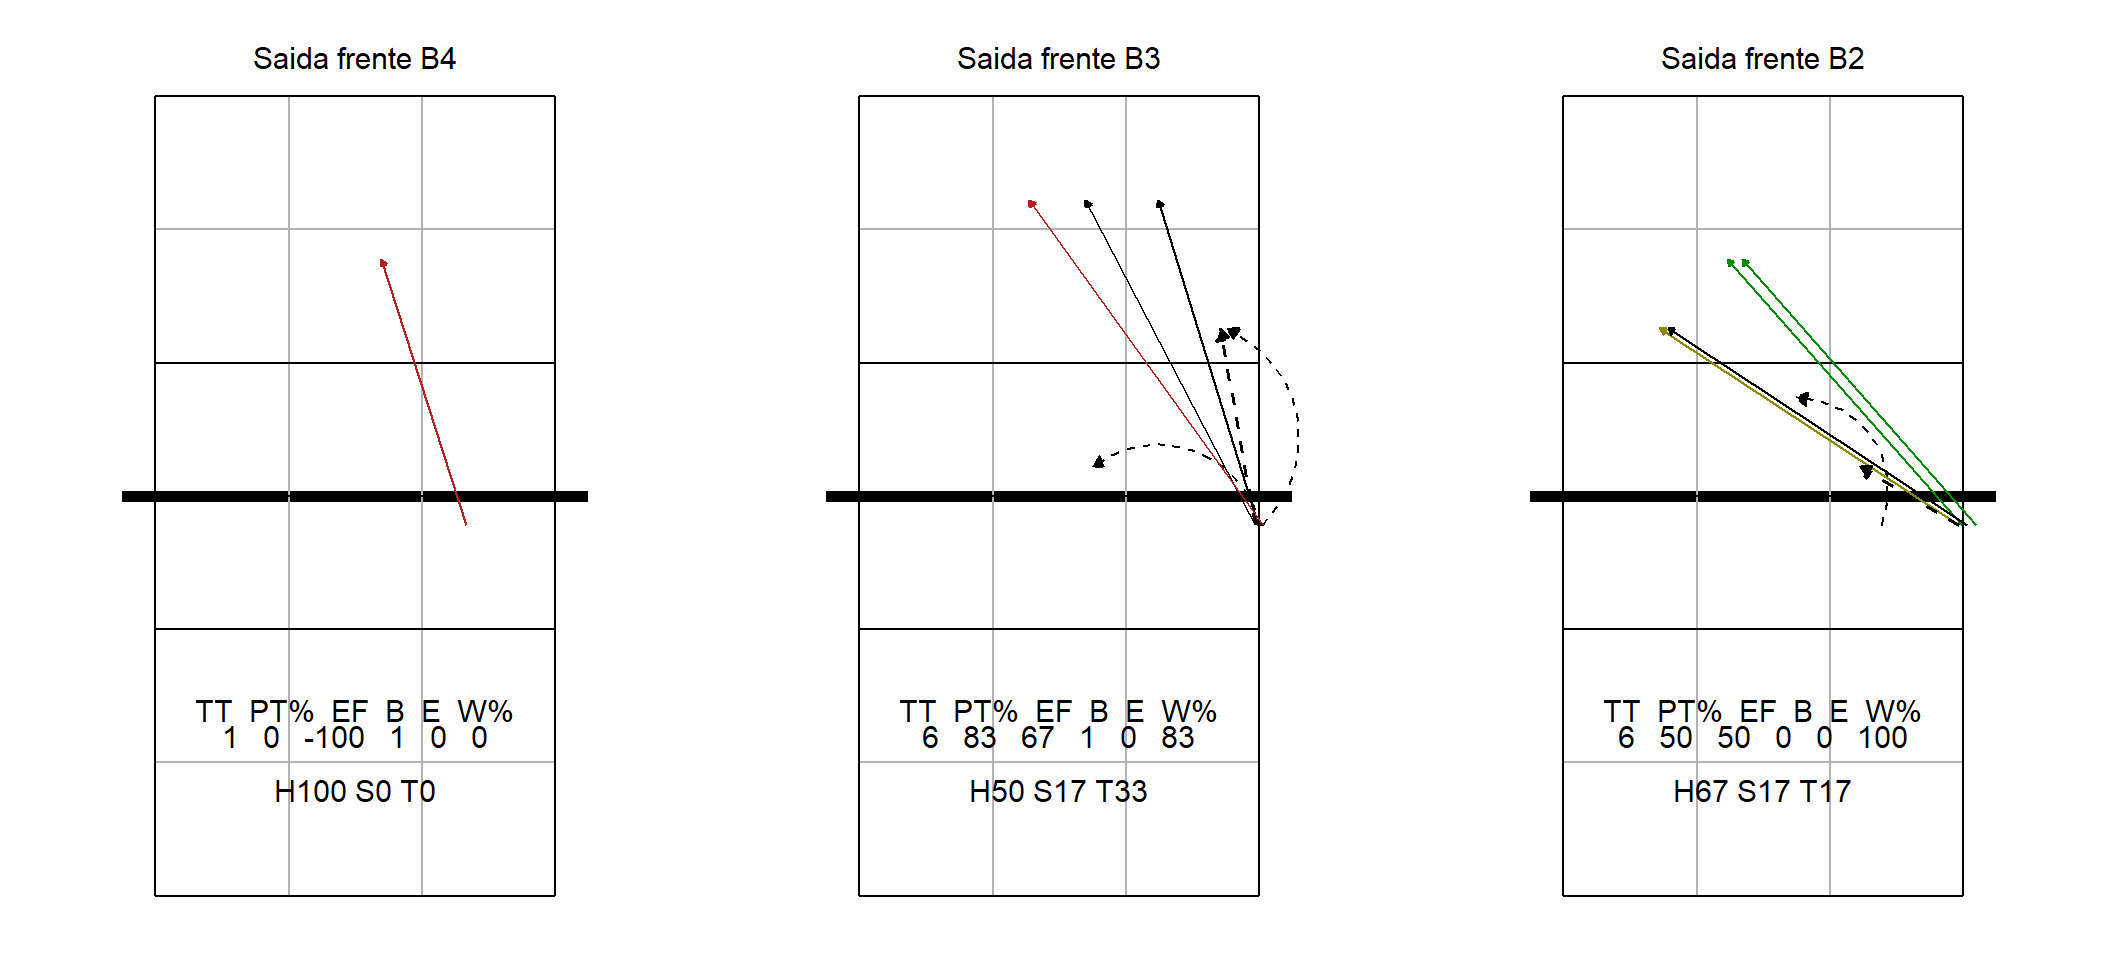 Saida frente B4
TT PT% EF B E W%
1 0 -100 1 0 0
H100 S0 T0
Saida frente B3
TT PT% EF B E W%
6 83 67 1 0 83
H50 S17 T33
Saida frente B2
TT PT% EF B E W%
6 50 50 0 0 100
H67 S17 T17